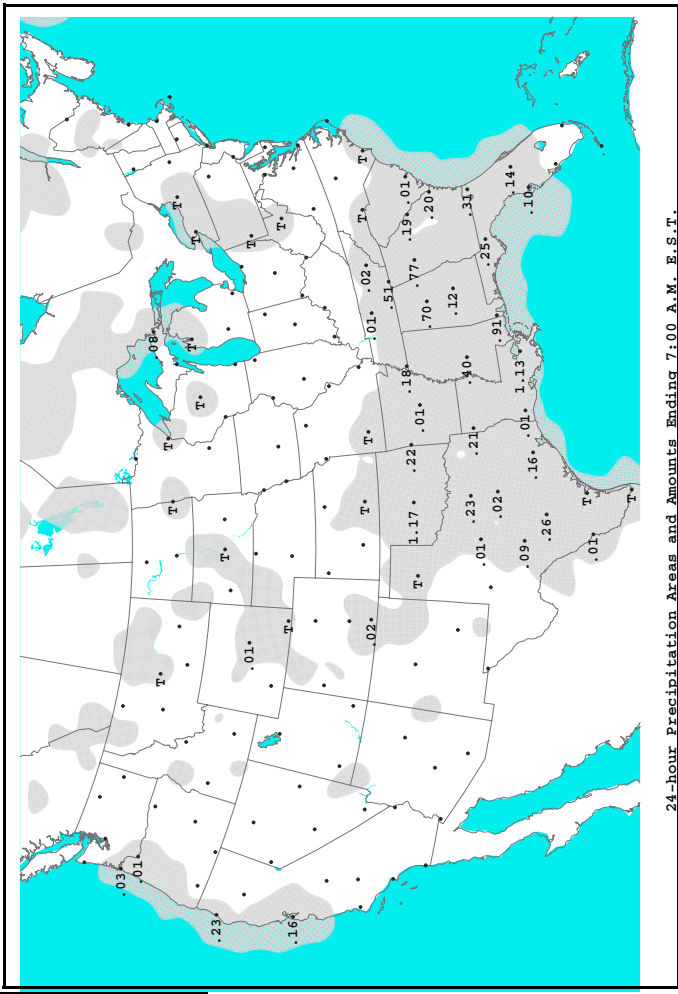 .03
.01
.08
T
T
T
T
T
T
T
.23
T
.01
T
T
T
.16
T
T
T
.02
T
.02
.01
.51
.01
.18
.19
.22
1.17
.77
T
.01
.70
.20
.12
.40
.31
.23
.21
.01
.25
.91
.02
.14
1.13
.09
.01
.10
.16
.26
T
.01
T
24-hour Precipitation Areas and Amounts Ending 7:00 A.M. E.S.T.